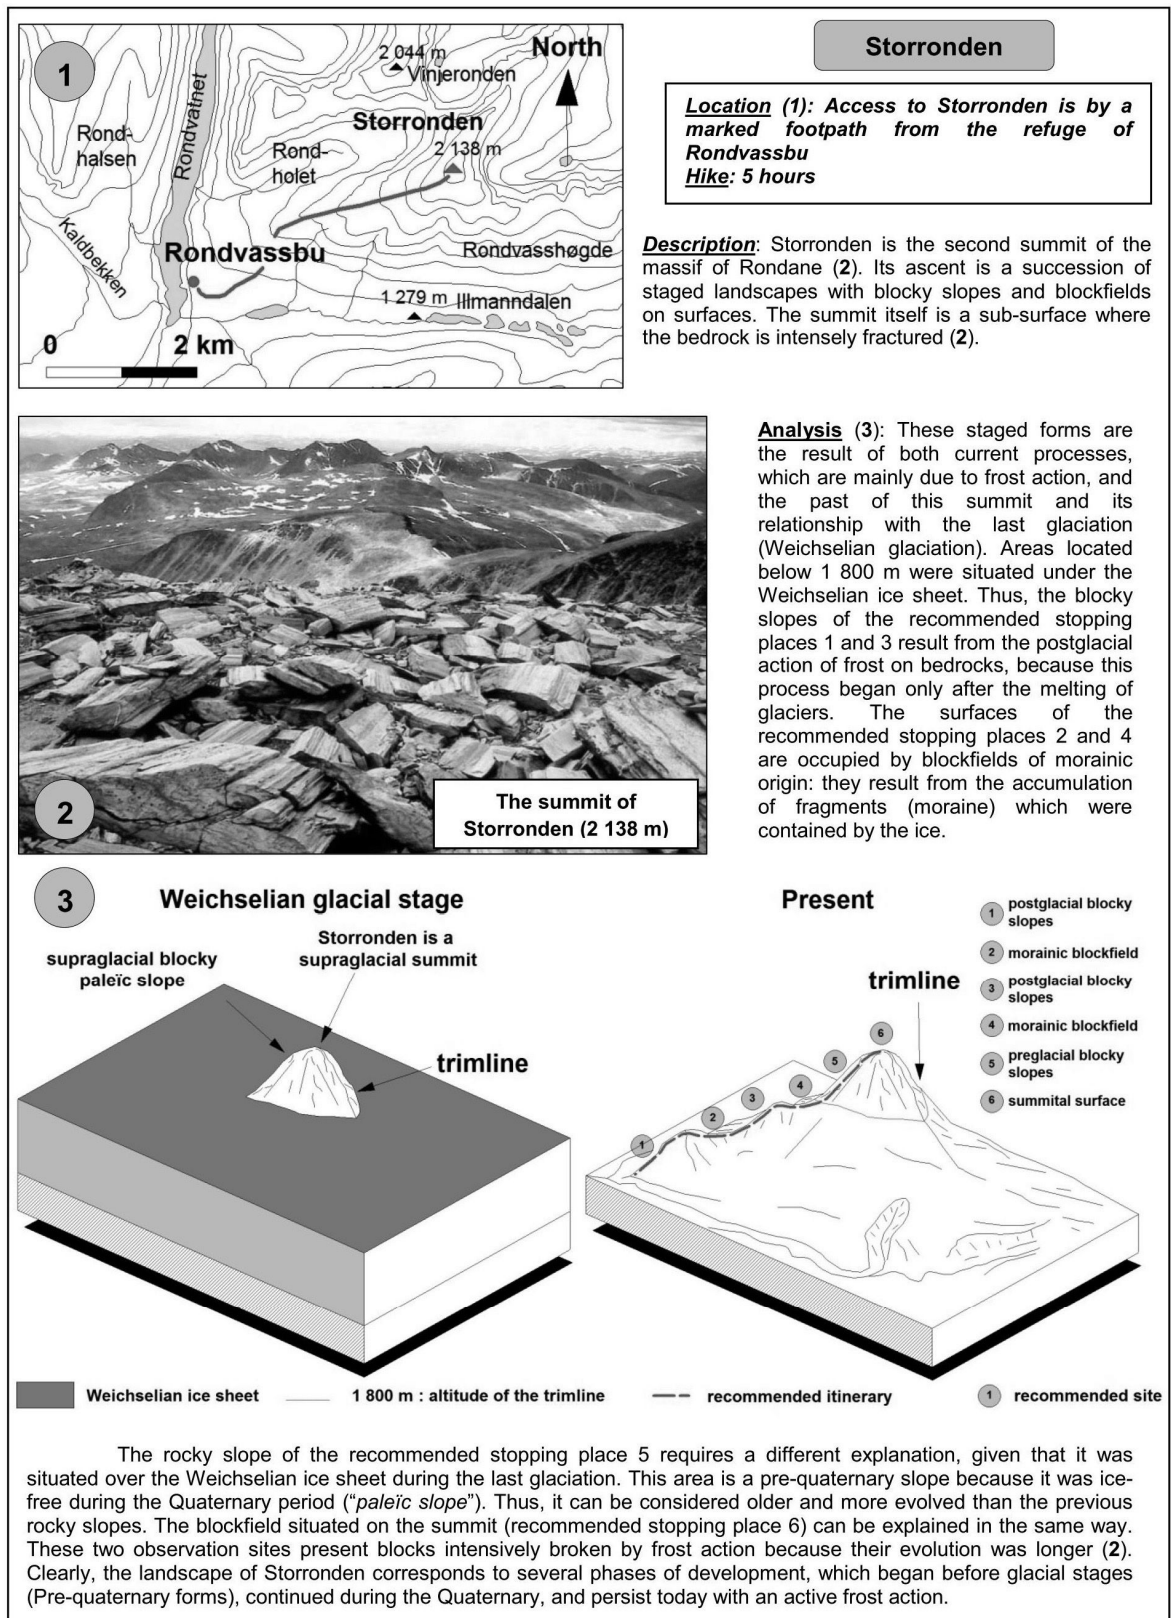 Storronden
1
2 044 m
Vinjeronden
North
Rondvatnet
Rond-
halsen
Rond-
holet
Storronden
2 138 m
Kaldbekken
Rondvassbu
Rondvasshøgde
1 279 m
Illmanndalen
0
2 km
Location (1): Access to Storronden is by a
marked footpath from the refuge of
Rondvassbu
Hike: 5 hours
Description: Storronden is the second summit of the
massif of Rondane (2). Its ascent is a succession of
staged landscapes with blocky slopes and blockfields
on surfaces. The summit itself is a sub-surface where
the bedrock is intensely fractured (2).
2
The summit of
Storronden (2 138 m)
Analysis (3): These staged forms are
the result of both current processes,
which are mainly due to frost action, and
the past of this summit and its
relationship with the last glaciation
(Weichselian glaciation). Areas located
below 1 800 m were situated under the
Weichselian ice sheet. Thus, the blocky
slopes of the recommended stopping
places 1 and 3 result from the postglacial
action of frost on bedrocks, because this
process began only after the melting of
glaciers. The surfaces of the
recommended stopping places 2 and 4
are occupied by blockfields of morainic
origin: they result from the accumulation
of fragments (moraine) which were
contained by the ice.
3
Weichselian glacial stage
Storronden is a
supraglacial summit
supraglacial blocky
paleïc slope
trimline
Present
trimline
1
2
3
4
5
6
1 postglacial blocky
slopes
2 morainic blockfield
3 postglacial blocky
slopes
4 morainic blockfield
5 preglacial blocky
slopes
6 summital surface
Weichselian ice sheet
1 800 m : altitude of the trimline
recommended itinerary
1 recommended site
The rocky slope of the recommended stopping place 5 requires a different explanation, given that it was
situated over the Weichselian ice sheet during the last glaciation. This area is a pre-quaternary slope because it was ice-
free during the Quaternary period (“paleïc slope”). Thus, it can be considered older and more evolved than the previous
rocky slopes. The blockfield situated on the summit (recommended stopping place 6) can be explained in the same way.
These two observation sites present blocks intensively broken by frost action because their evolution was longer (2).
Clearly, the landscape of Storronden corresponds to several phases of development, which began before glacial stages
(Pre-quaternary forms), continued during the Quaternary, and persist today with an active frost action.